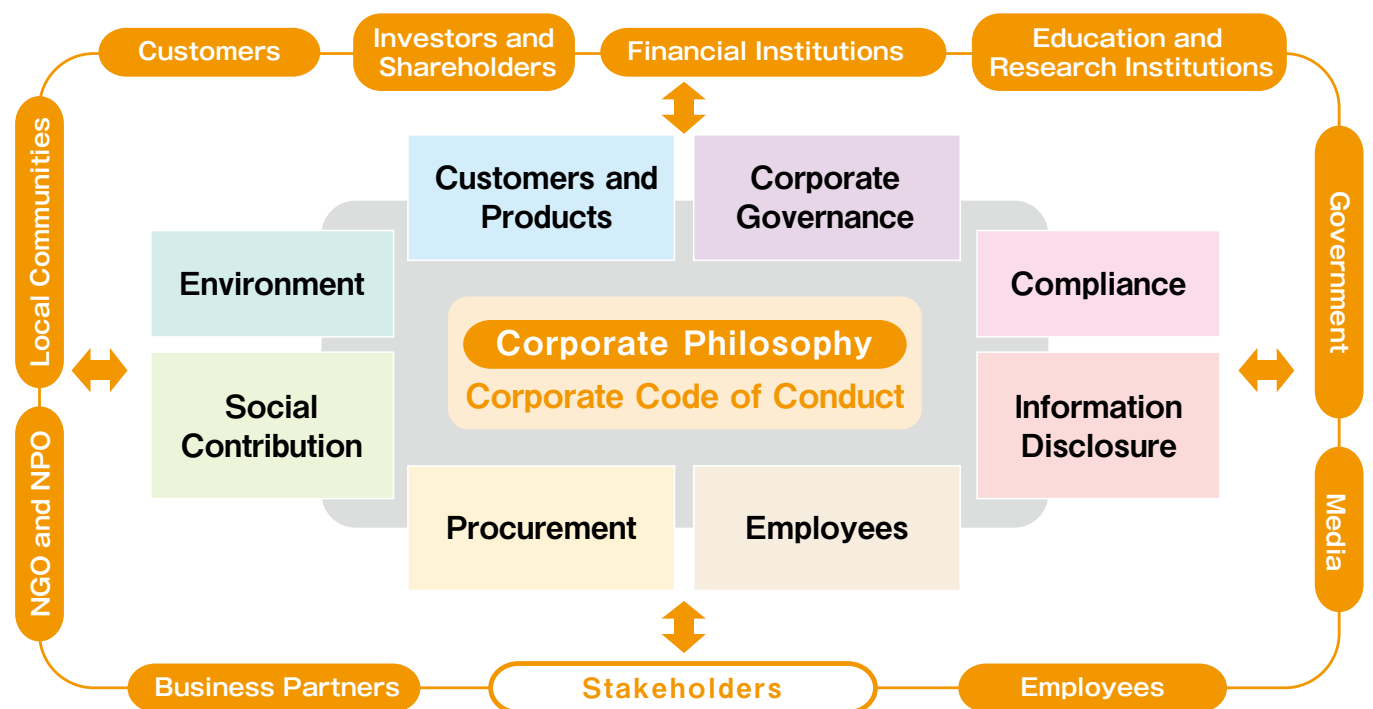 Customers
Investors and
Shareholders
Financial Institutions
Education and
Research Institutions
Local Communities
Government
Customers and
Products
Corporate
Governance
Environment
Compliance
Corporate Philosophy
Corporate Code of Conduct
Social
Contribution
Information
Disclosure
NGO and NPO
Media
Procurement
Employees
Business Partners
Stakeholders
Employees